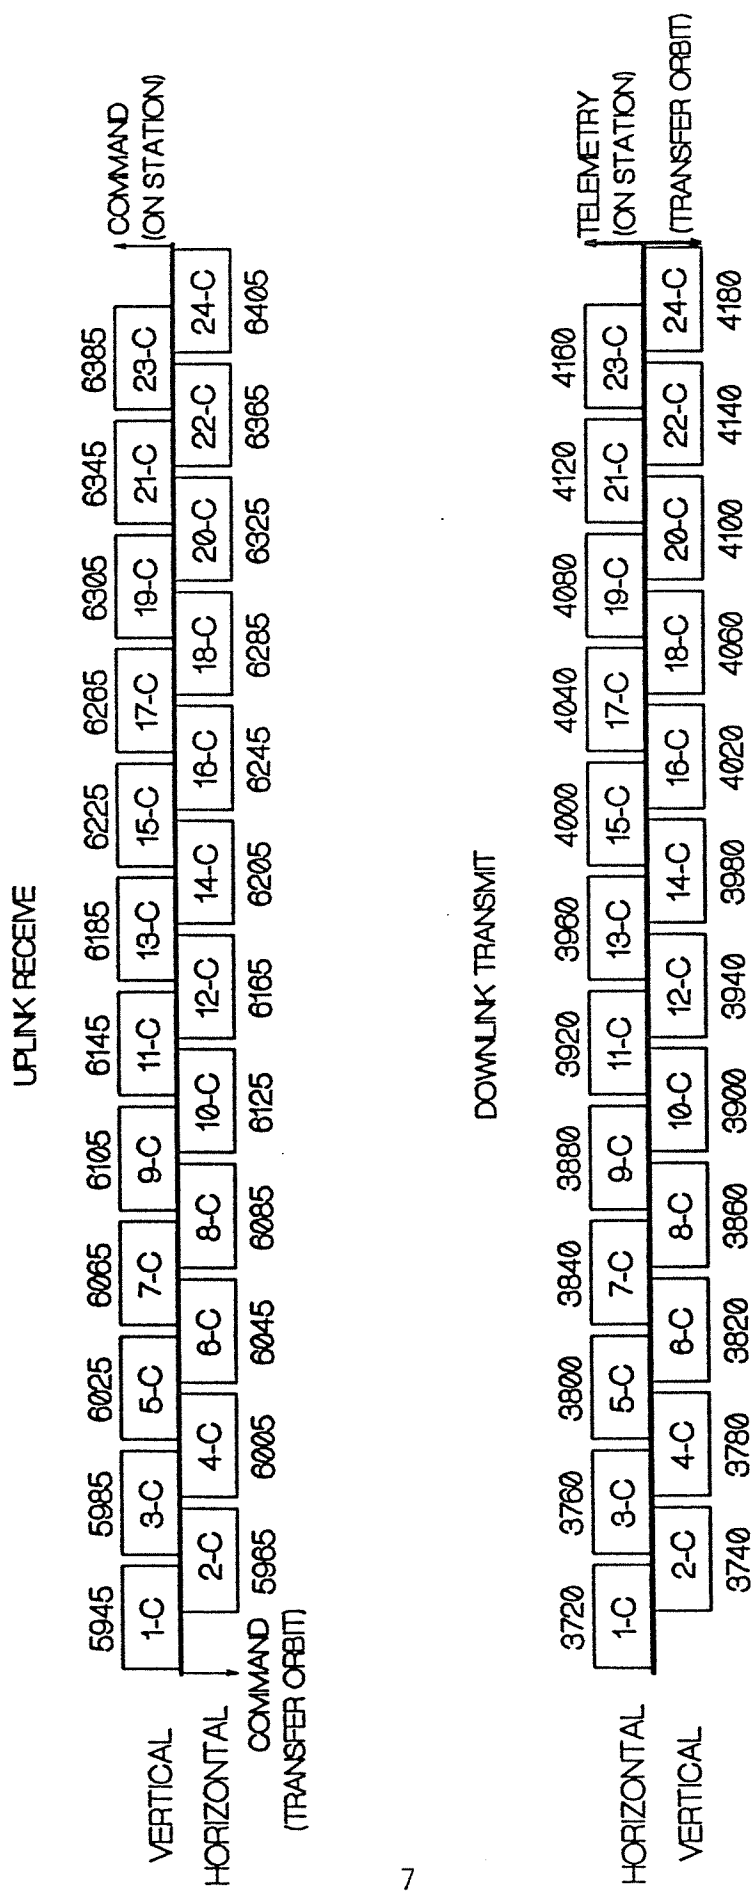 UPLINK RECEIVE
5945 5985 6025 6065 6105 6145 6185 6225 6265 6305 6345 6385
COMMAND
(ON STATION)
VERTICAL
1-C 3-C 5-C 7-C 9-C 11-C 13-C 15-C 17-C 19-C 21-C 23-C
HORIZONTAL
2-C 4-C 6-C 8-C 10-C 12-C 14-C 16-C 18-C 20-C 22-C 24-C
COMMAND
(TRANSFER ORBIT)
5965 6005 6045 6085 6125 6165 6205 6245 6285 6325 6365 6405
DOWNLINK TRANSMIT
3720 3760 3800 3840 3880 3920 3960 4000 4040 4080 4120 4160
TELEMETRY
(ON STATION)
HORIZONTAL
1-C 3-C 5-C 7-C 9-C 11-C 13-C 15-C 17-C 19-C 21-C 23-C
(TRANSFER ORBIT)
VERTICAL
2-C 4-C 6-C 8-C 10-C 12-C 14-C 16-C 18-C 20-C 22-C 24-C
3740 3780 3820 3860 3900 3940 3980 4020 4060 4100 4140 4180
7